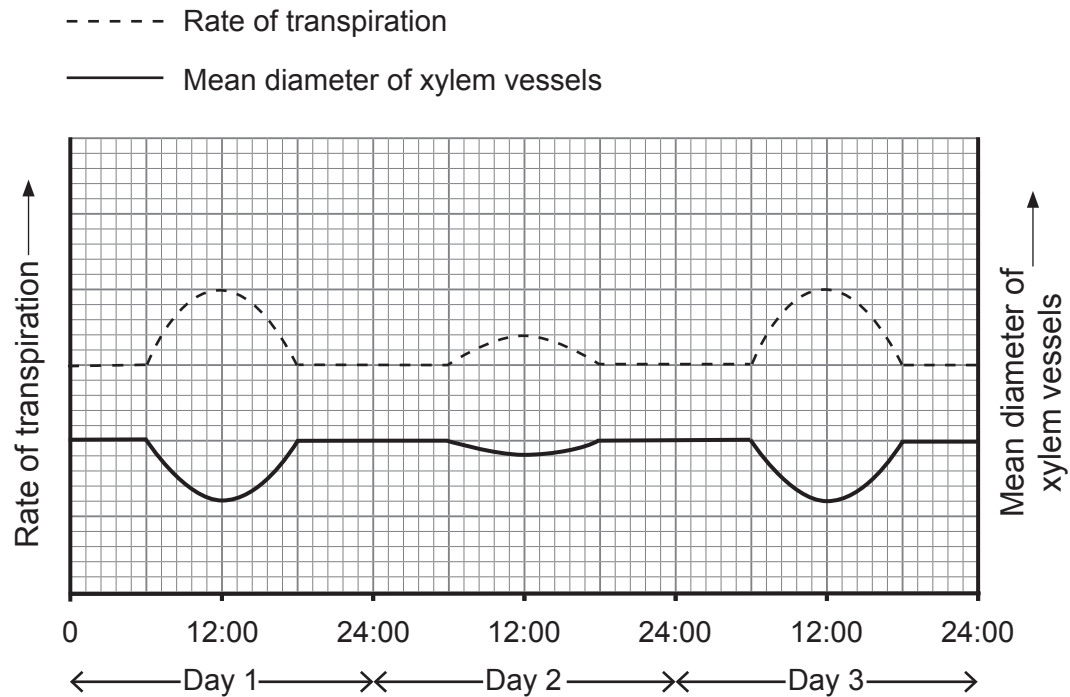 Rate of transpiration
Mean diameter of xylem vessels
Rate of transpiration
Mean diameter of
xylem vessels
0 12:00 24:00 12:00 24:00 12:00 24:00
Day 1 Day 2 Day 3